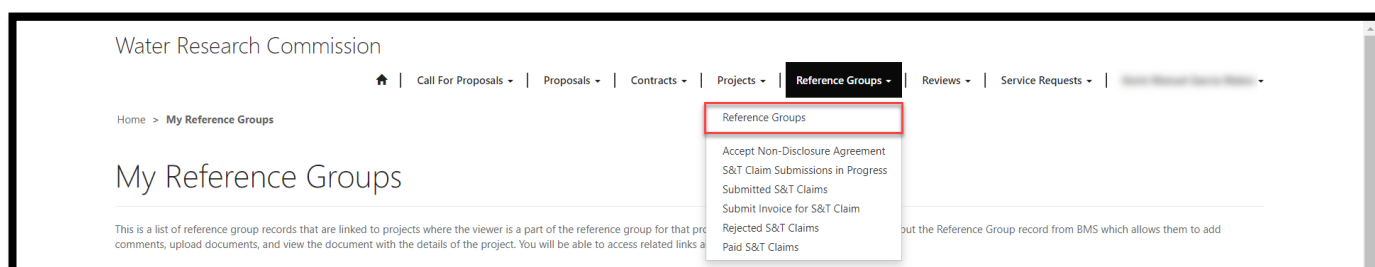 Water Research Commission
Call For Proposals Proposals Contracts Projects Reference Groups Reviews Service Requests
Home > My Reference Groups
Reference Groups
Accept Non-Disclosure Agreement
S&T Claim Submissions in Progress
Submitted S&T Claims
Submit Invoice for S&T Claim
Rejected S&T Claims
Paid S&T Claims
My Reference Groups
This is a list of reference group records that are linked to projects where the viewer is a part of the reference group for that but the Reference Group record from BMS which allows them to add
comments, upload documents, and view the document with the details of the project. You will be able to access related links